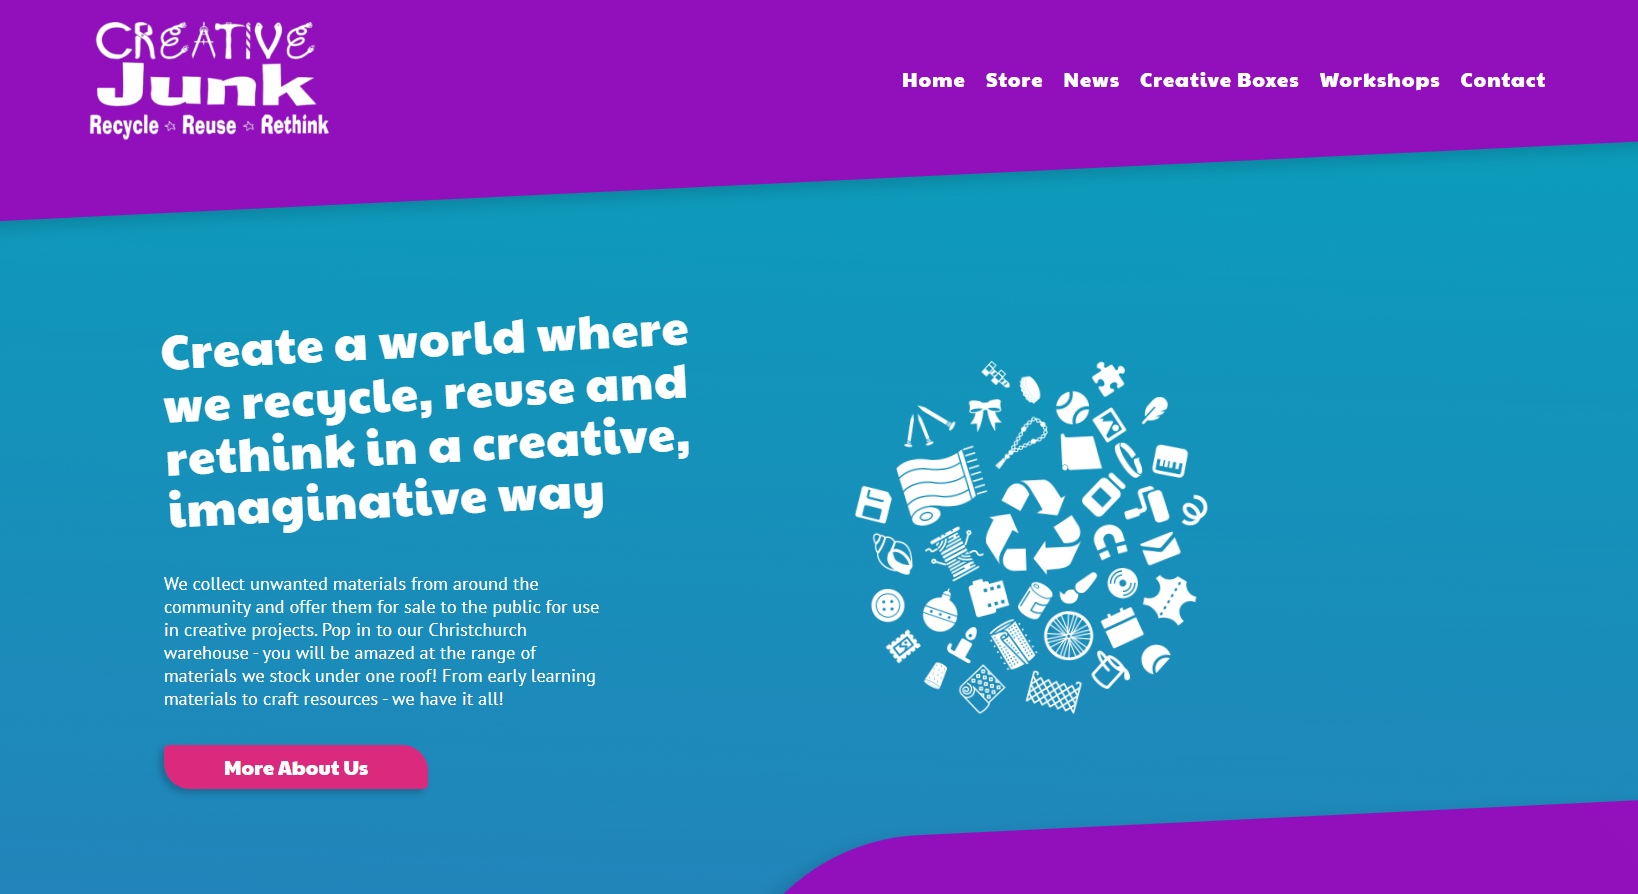 CREATIVE
Junk
Recycle ☆ Reuse ☆ Rethink
Home Store News Creative Boxes Workshops Contact
Create a world where
we recycle, reuse and
rethink in a creative,
imaginative way
We collect unwanted materials from around the
community and offer them for sale to the public for use
in creative projects. Pop in to our Christchurch
warehouse - you will be amazed at the range of
materials we stock under one roof! From early learning
materials to craft resources - we have it all!
More About Us